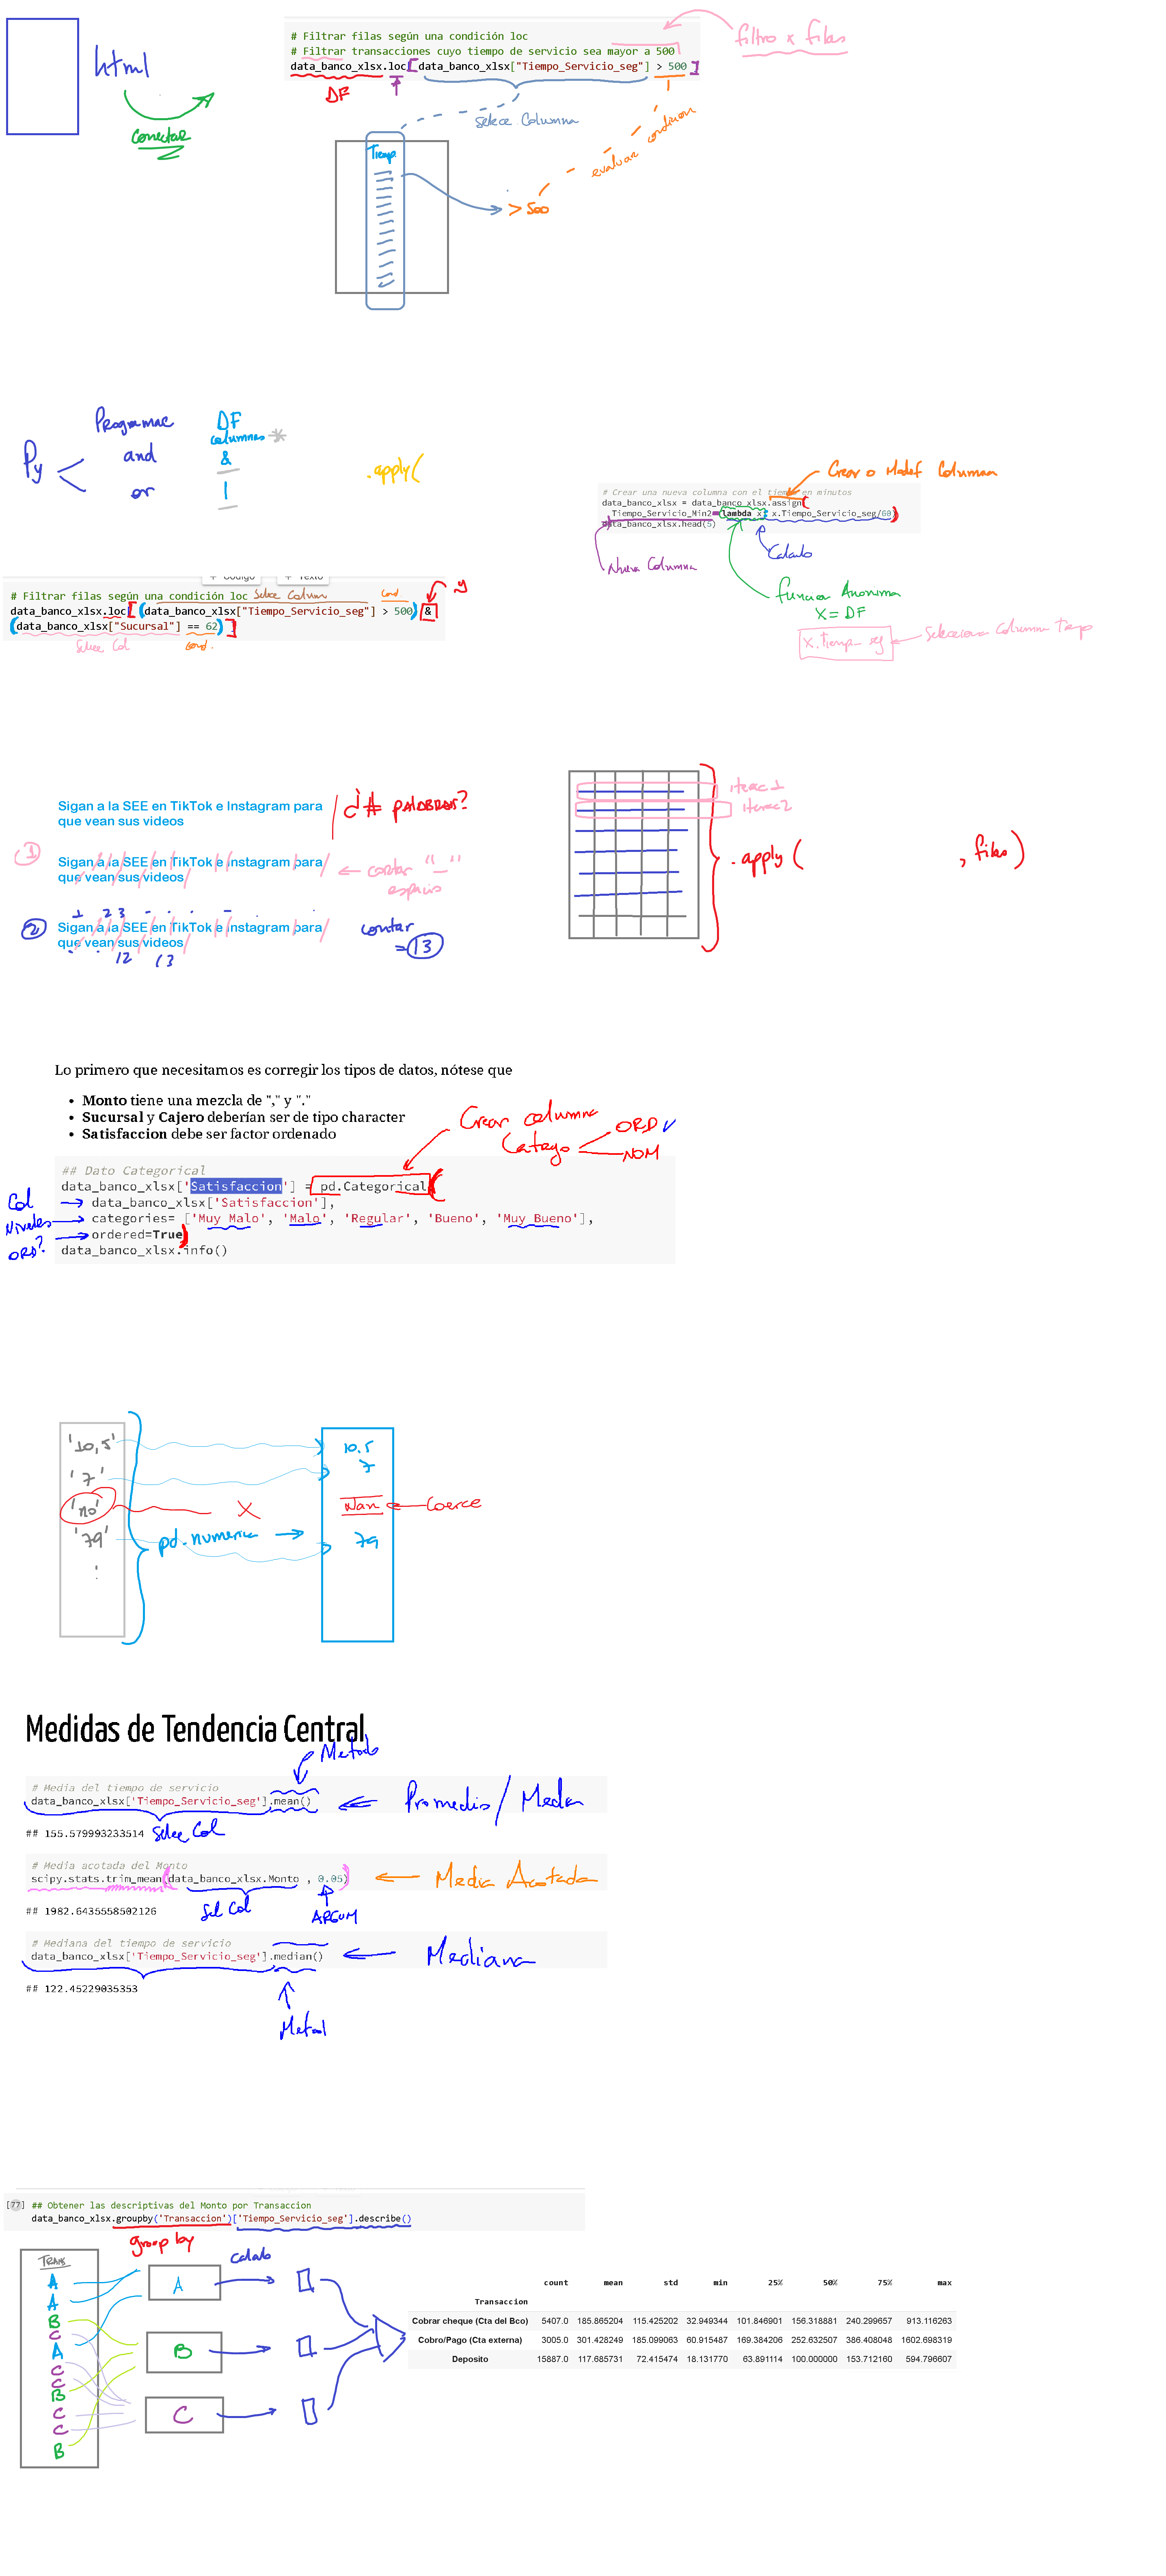 html
Conectar
# Filtrar filas según una condición loc
# Filtrar transacciones cuyo tiempo de servicio sea mayor a 500
data_banco_xlsx.loc[ data_banco_xlsx["Tiempo_Servicio_seg"] > 500 ]
filtro x filas
DF
Selecc Columna
evaluar condicion
Tiemp
> 500
Py
Programac
and
or
DF
columnas *
&
|
.apply(
# Crear una nueva columna con el tiempo en minutos
data_banco_xlsx = data_banco_xlsx.assign(
Tiempo_Servicio_Min2=lambda x: x.Tiempo_Servicio_seg/60)
data_banco_xlsx.head(5)
Crear o Modif Columna
Nueva Columna
Calculo
funcion Anonima
X = DF
X.tiemp_seg
Selecciona Columna Temp
+ Código + Texto
# Filtrar filas según una condición loc
Selecc Column
Cond.
y
data_banco_xlsx.loc[ (data_banco_xlsx["Tiempo_Servicio_seg"] > 500) &
(data_banco_xlsx["Sucursal"] == 62) ]
Selecc Col
cond.
Sigan a la SEE en TikTok e Instagram para
que vean sus videos
¿# palabras?
1
Sigan a la SEE en TikTok e Instagram para
que vean sus videos
cortar "_"
espacio
2
1 2 3
Sigan a la SEE en TikTok e Instagram para
que vean sus videos
12 13
contar
= 13
iterac 1
iterac 2
.apply( , filas)
Lo primero que necesitamos es corregir los tipos de datos, nótese que
• Monto tiene una mezcla de "," y "."
• Sucursal y Cajero deberían ser de tipo character
• Satisfaccion debe ser factor ordenado
Crear columna
Catego
ORD
NOM
## Dato Categorical
data_banco_xlsx['Satisfaccion'] = pd.Categorical(
data_banco_xlsx['Satisfaccion'],
categories= ['Muy Malo', 'Malo', 'Regular', 'Bueno', 'Muy Bueno'],
ordered=True)
data_banco_xlsx.info()
Col
Niveles
ORD?
'10,5'
'7'
'no'
'79'
X
pd.numeric
10.5
7
Nan
79
Coerce
Medidas de Tendencia Central
Metodo
# Media del tiempo de servicio
data_banco_xlsx['Tiempo_Servicio_seg'].mean()
Promedio / Media
## 155.579993233514
Selecc Col
# Media acotada del Monto
scipy.stats.trim_mean(data_banco_xlsx.Monto , 0.05)
Media Acotada
## 1982.6435558502126
Sel Col
ARGUM
# Mediana del tiempo de servicio
data_banco_xlsx['Tiempo_Servicio_seg'].median()
Mediana
## 122.45229035353
Metod
[77] ## Obtener las descriptivas del Monto por Transaccion
data_banco_xlsx.groupby('Transaccion')['Tiempo_Servicio_seg'].describe()
group by
Calculo
Trans
A
A
B
C
A
C
C
B
C
C
B
A
B
C
count mean std min 25% 50% 75% max
Transaccion
Cobrar cheque (Cta del Bco) 5407.0 185.865204 115.425202 32.949344 101.846901 156.318881 240.299657 913.116263
Cobro/Pago (Cta externa) 3005.0 301.428249 185.099063 60.915487 169.384206 252.632507 386.408048 1602.698319
Deposito 15887.0 117.685731 72.415474 18.131770 63.891114 100.000000 153.712160 594.796607